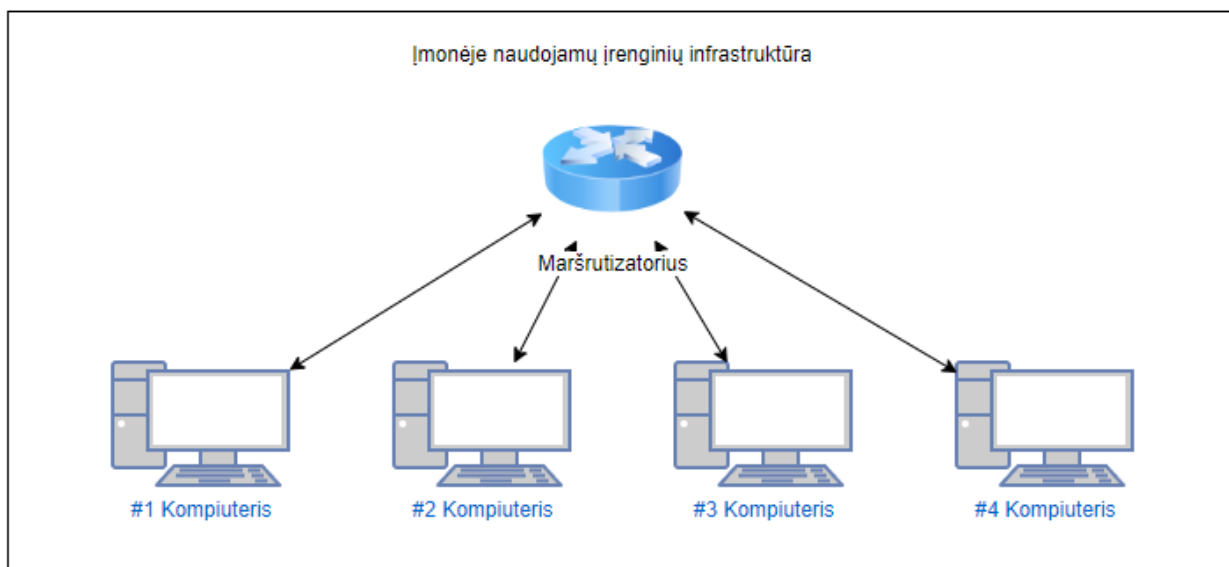 Įmonėje naudojamų įrenginių infrastruktūra
Maršrutizatorius
#1 Kompiuteris
#2 Kompiuteris
#3 Kompiuteris
#4 Kompiuteris